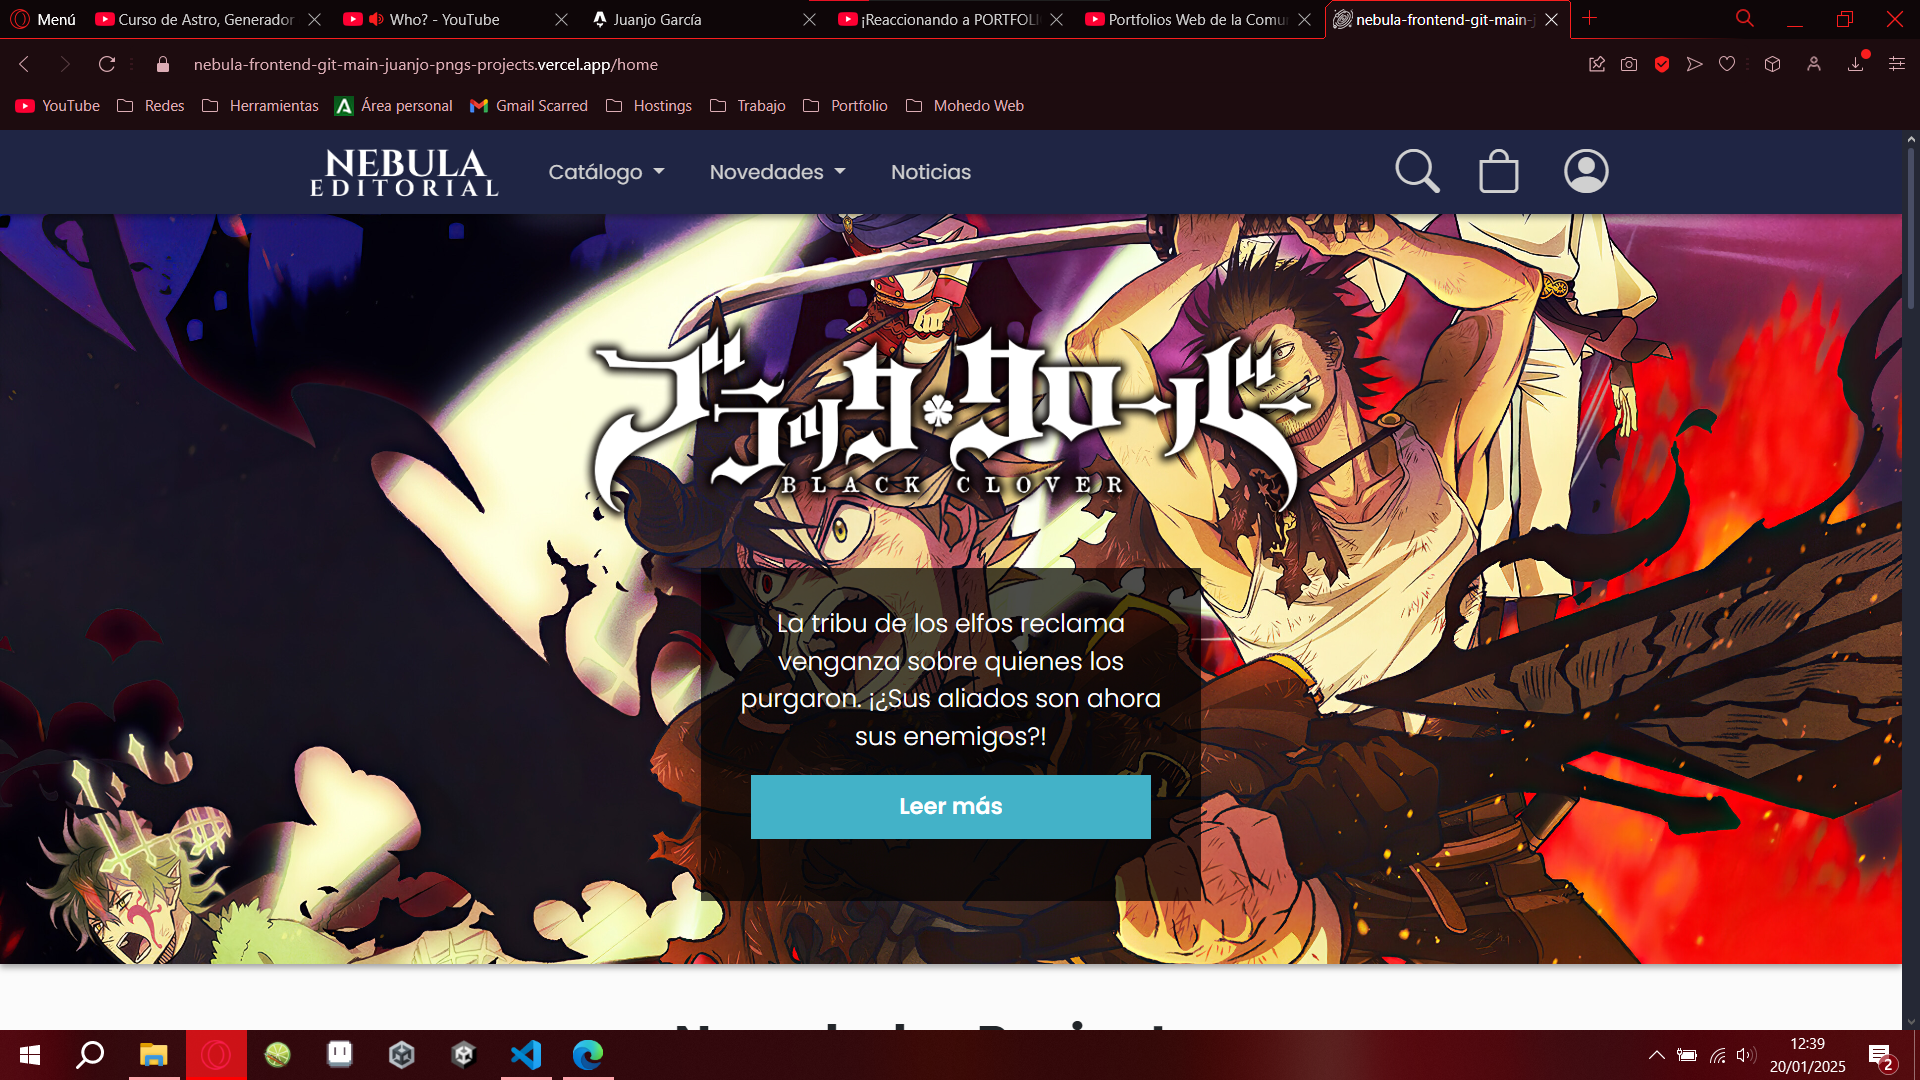 Menú
Curso de Astro, Generador
Who? - YouTube
Juanjo García
¡Reaccionando a PORTFOLI
Portfolios Web de la Comu
nebula-frontend-git-main-j
nebula-frontend-git-main-juanjo-pngs-projects.vercel.app/home
YouTube
Redes
Herramientas
Área personal
Gmail Scarred
Hostings
Trabajo
Portfolio
Mohedo Web
NEBULA
EDITORIAL
Catálogo
Novedades
Noticias
ブラッククローバー
BLACK CLOVER
La tribu de los elfos reclama
venganza sobre quienes los
purgaron. ¡¿Sus aliados son ahora
sus enemigos?!
Leer más
12:39
20/01/2025
2